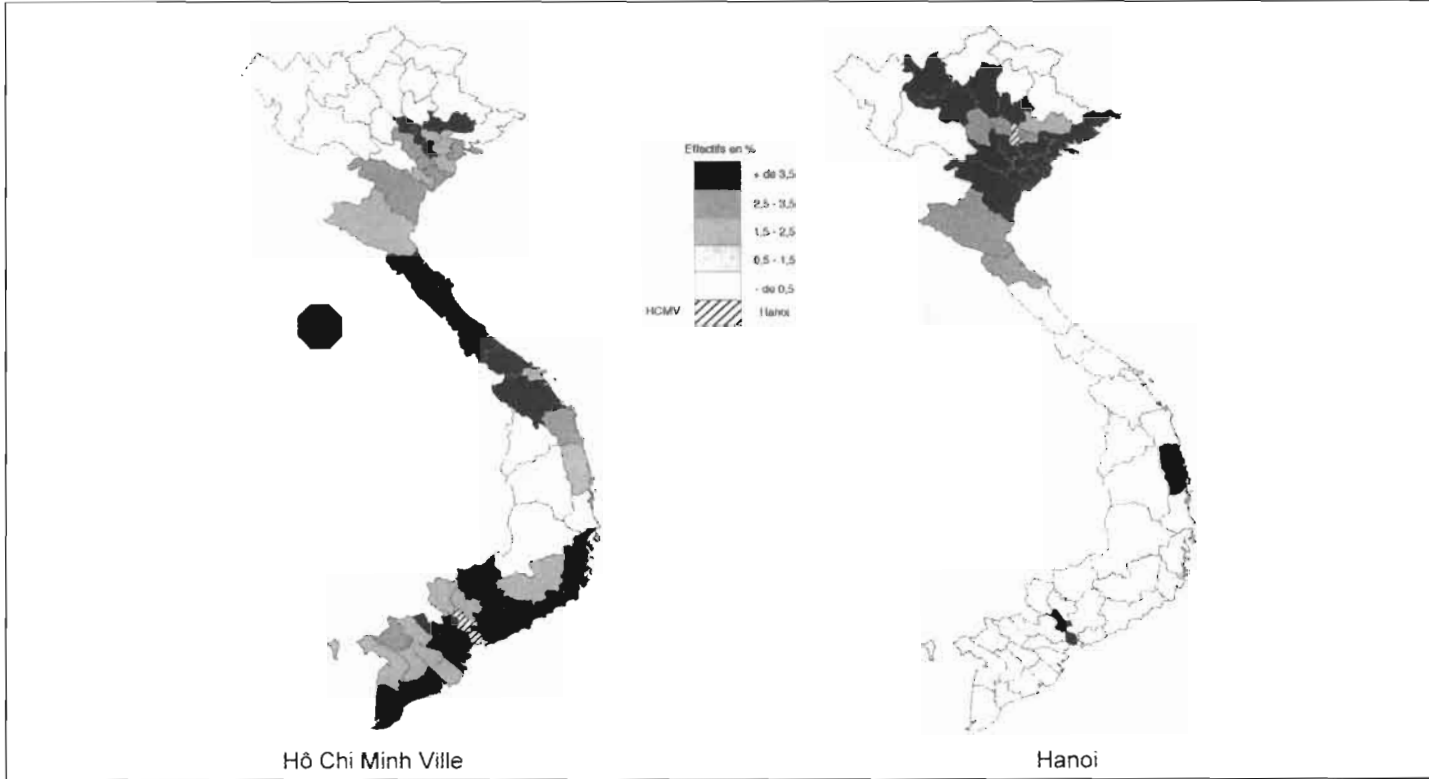 Effectifs en %
+ de 3,5
2,5 - 3,5
1,5 - 2,5
0,5 - 1,5
- de 0,5
HCMV Hanoi
Hô Chi Minh Ville
Hanoi